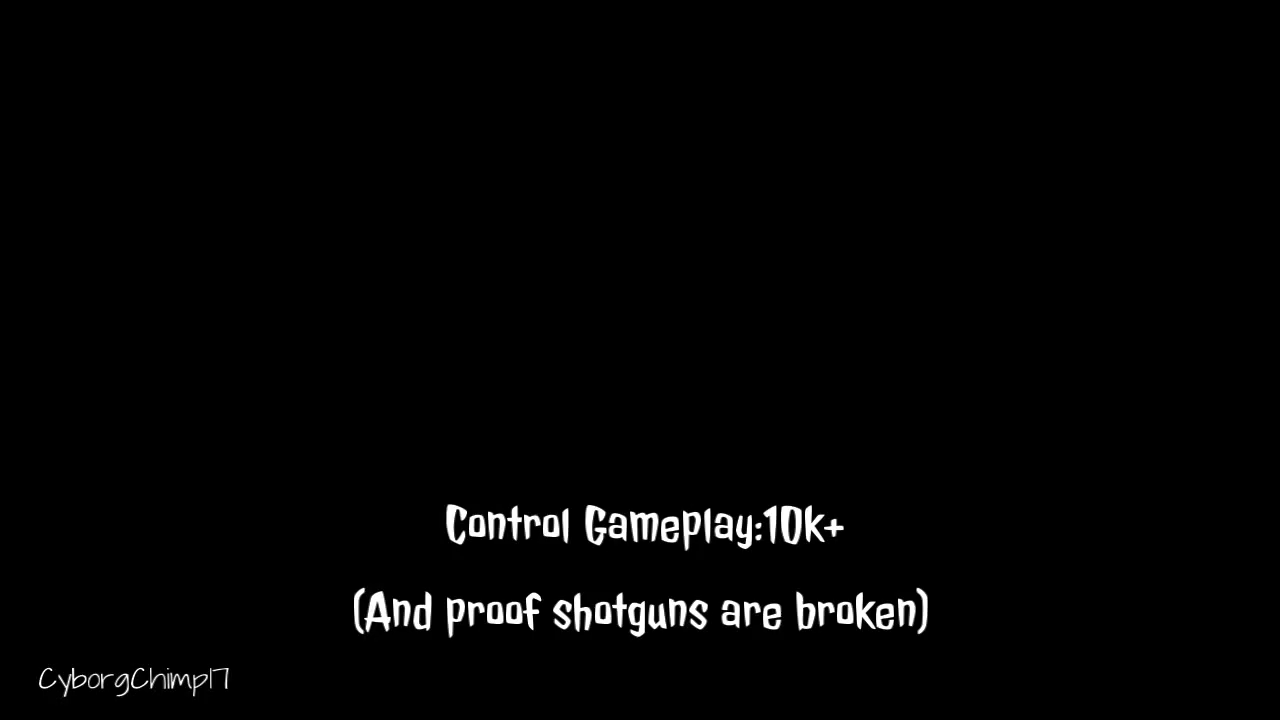 Control Gameplay:10k+
(And proof shotguns are broken)
CyborgChimp17